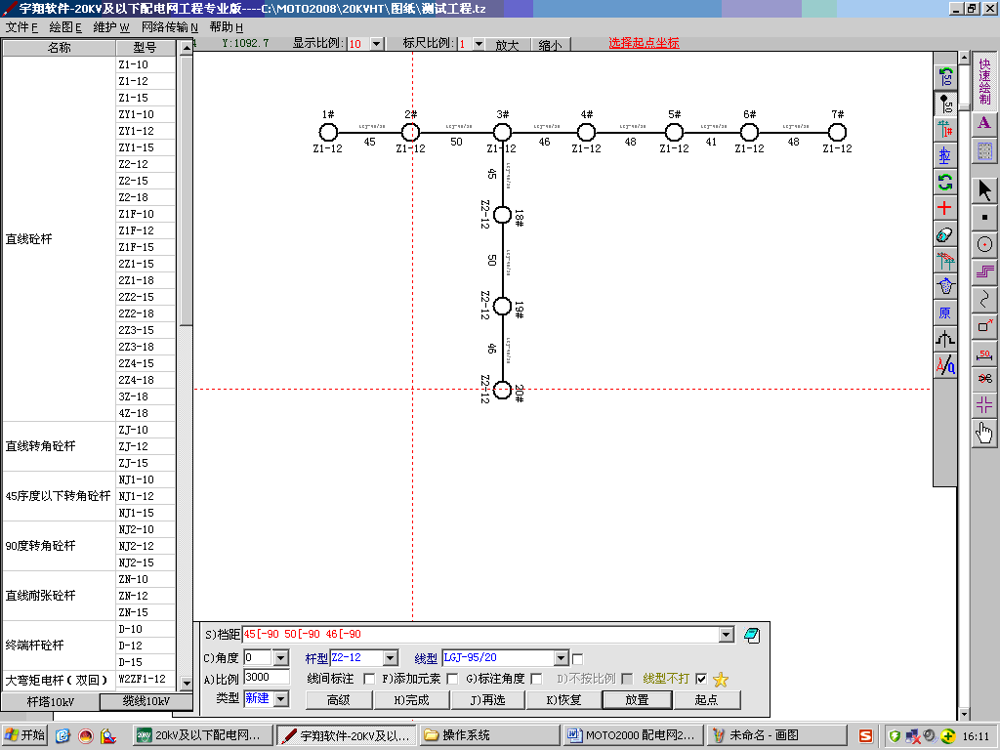 宇翔软件-20KV及以下配电网工程专业版----C:\MOTO2008\20KVHT\图纸\测试工程.tz
文件F 绘图E 维护W 网络传输N 帮助H
名称 型号
4 Y:1092.7 显示比例: 10 标尺比例: 1 放大 缩小 选择起点坐标
直线砼杆
Z1-10
Z1-12
Z1-15
ZY1-10
ZY1-12
ZY1-15
Z2-12
Z2-15
Z2-18
Z1F-10
Z1F-12
Z1F-15
2Z1-15
2Z1-18
2Z2-15
2Z2-18
2Z3-15
2Z3-18
2Z4-15
2Z4-18
3Z-18
4Z-18
直线转角砼杆
ZJ-10
ZJ-12
ZJ-15
45序度以下转角砼杆
NJ1-10
NJ1-12
NJ1-15
90度转角砼杆
NJ2-10
NJ2-12
NJ2-15
直线耐张砼杆
ZN-10
ZN-12
ZN-15
终端杆砼杆
D-10
D-12
D-15
大弯矩电杆(双回) W2ZF1-12
杆塔10kV 缆线10kV
1# 2# 3# 4# 5# 6# 7#
LGJ-95/20 LGJ-95/20 LGJ-95/20 LGJ-95/20 LGJ-95/20 LGJ-95/20
45 50 46 48 41 48
Z1-12 Z1-12 Z1-12 Z1-12 Z1-12 Z1-12 Z1-12
45 LGJ-95/20
Z2-12 18#
50 LGJ-95/20
Z2-12 19#
46 LGJ-95/20
Z2-12 20#
快速绘制
A
50
50
]#
拉
原
A/Q
50
S)档距 45[-90 50[-90 46[-90
C)角度 0 杆型 Z2-12 线型 LGJ-95/20
A)比例 3000 线间标注 F)添加元素 G)标注角度 D)不按比例 线型不打
类型 新建 高级 H)完成 J)再选 K)恢复 放置 起点
开始 20kV及以下配电网... 宇翔软件-20KV及以... 操作系统 MOTO2000 配电网2... 未命名 - 画图 S 16:11